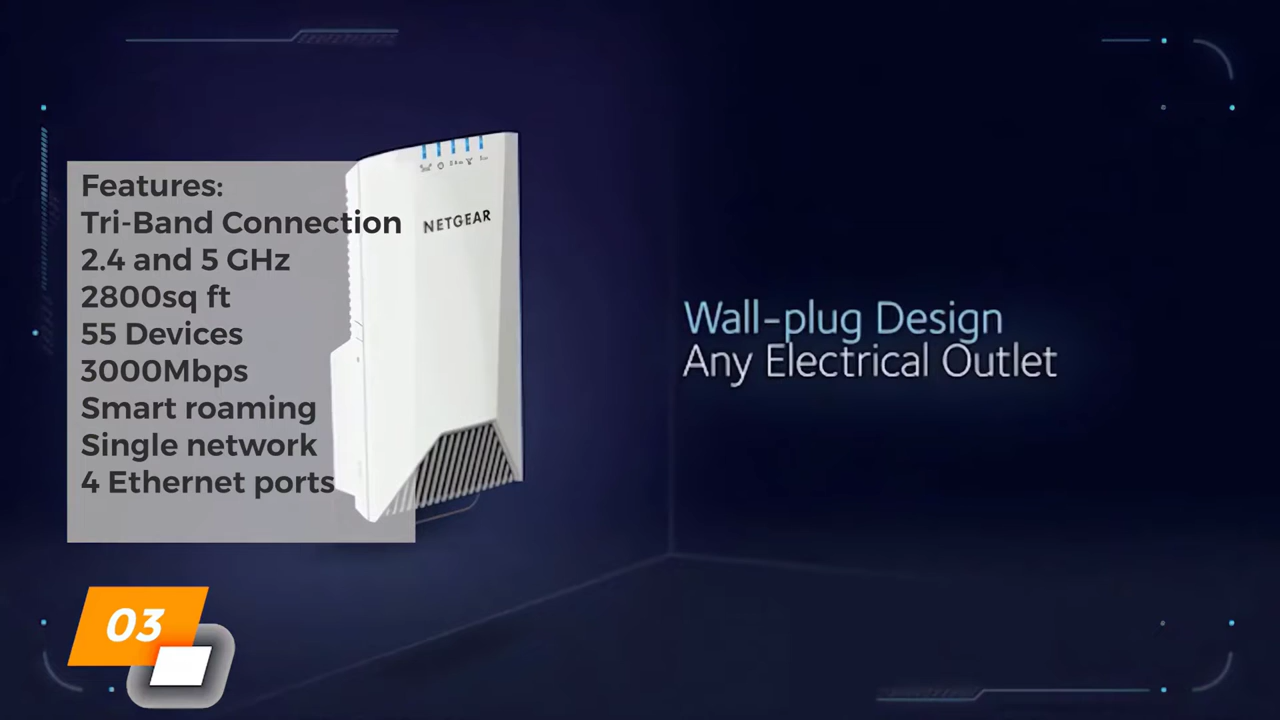 Features:
Tri-Band Connection
2.4 and 5 GHz
2800sq ft
55 Devices
3000Mbps
Smart roaming
Single network
4 Ethernet ports
NETGEAR
Wall-plug Design
Any Electrical Outlet
03